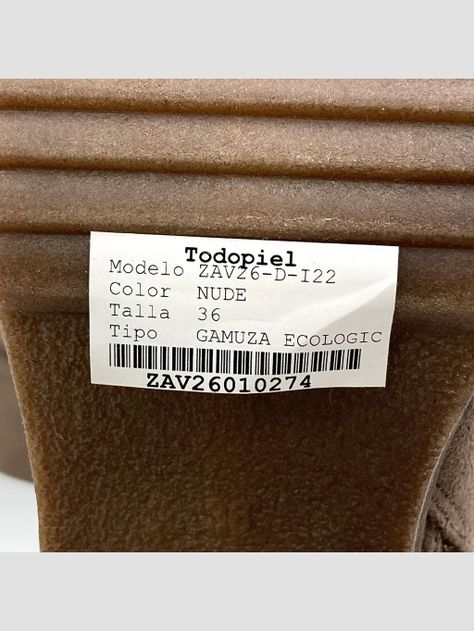 Todopiel
Modelo ZAV26-D-I22
Color NUDE
Talla 36
Tipo GAMUZA ECOLOGIC
ZAV26010274